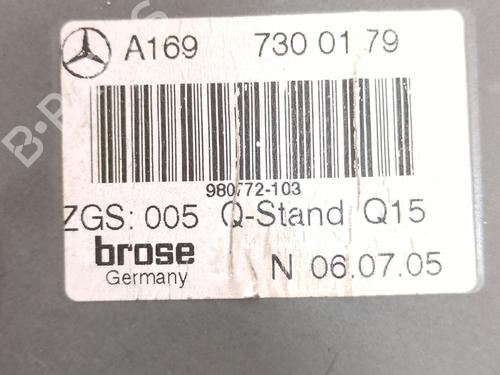 A169 730 01 79
980772-103
ZGS: 005 Q-Stand Q15
brose
Germany
N 06.07.05